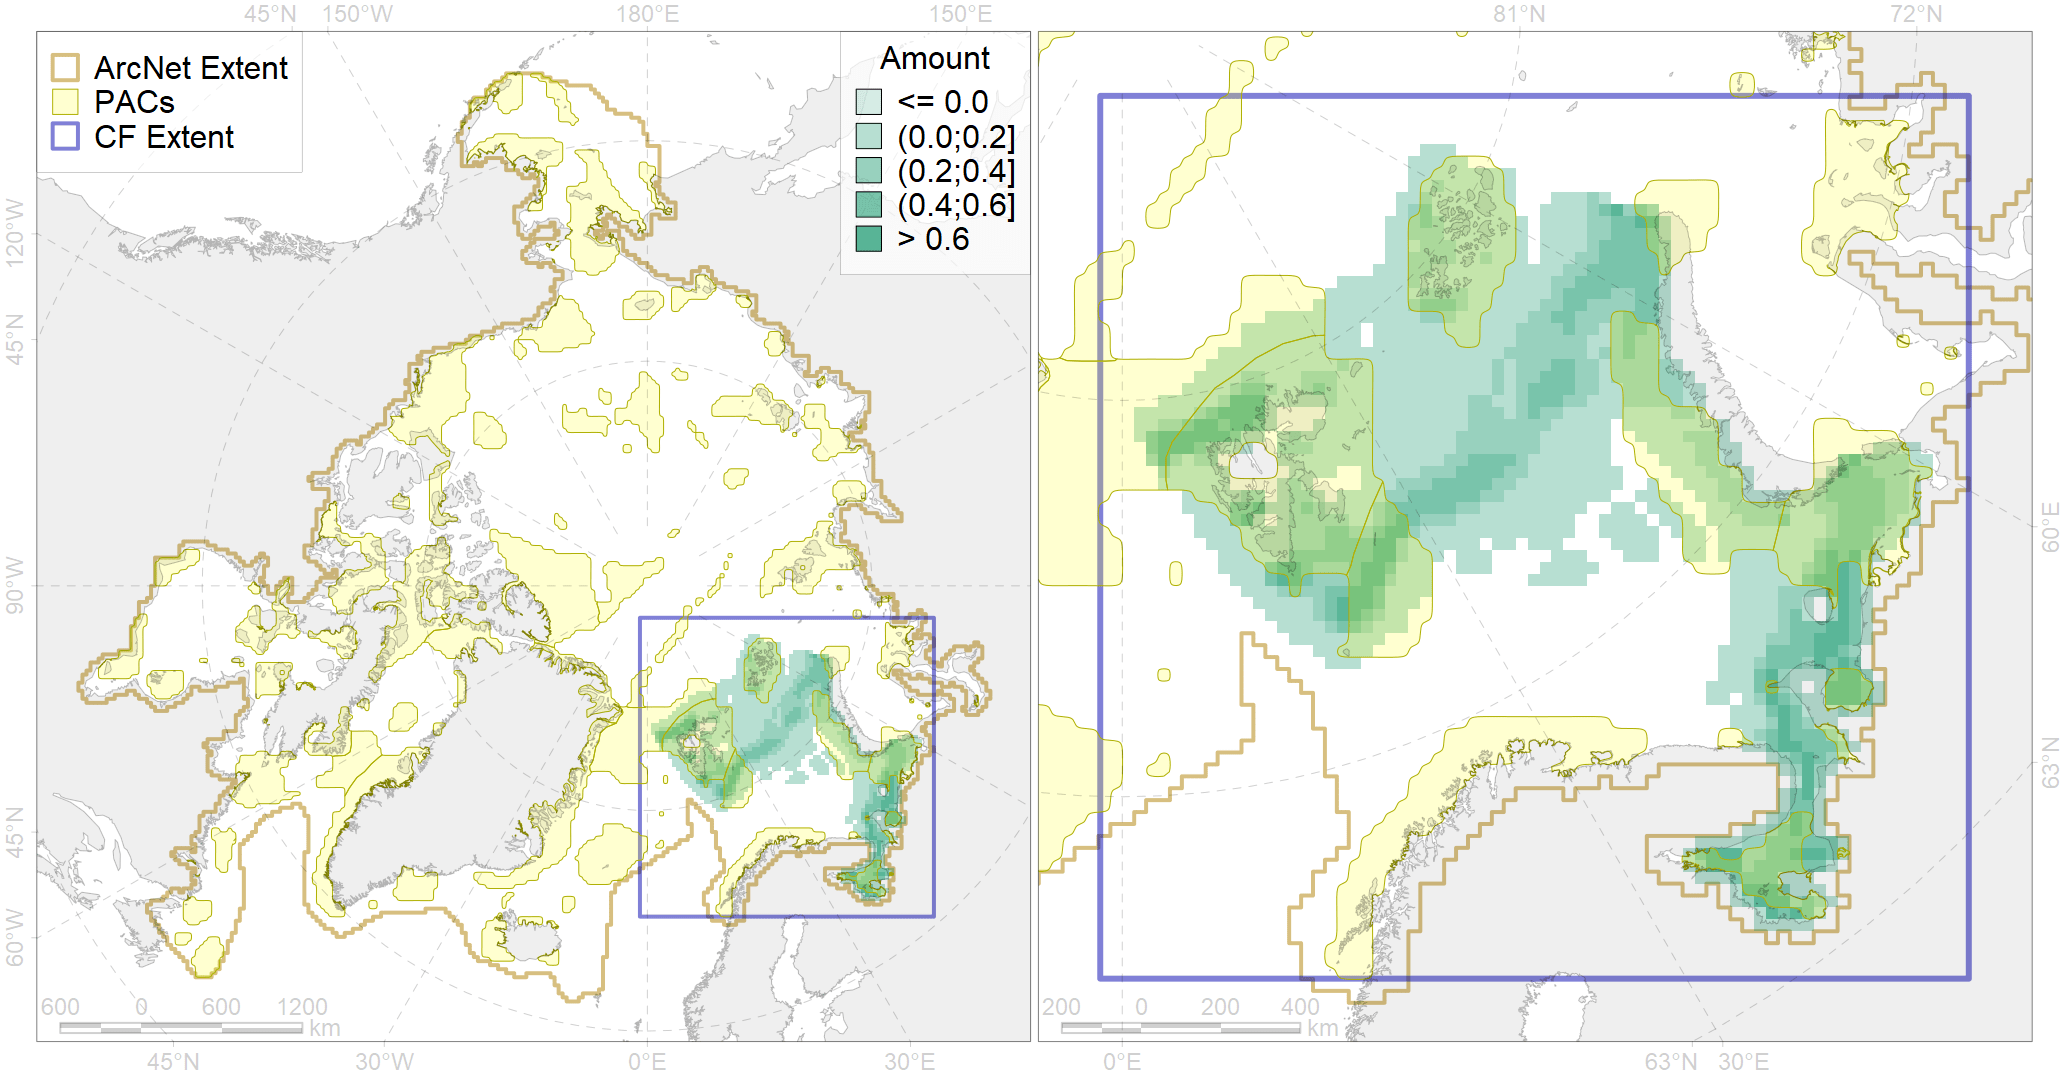 45°N 150°W 180°E 150°E 81°N 72°N
ArcNet Extent
PACs
CF Extent
Amount
<= 0.0
(0.0;0.2]
(0.2;0.4]
(0.4;0.6]
> 0.6
120°W
45°N
90°W
45°N
60°W
60°E
63°N
600 0 600 1200
km
200 0 200 400
km
45°N 30°W 0°E 30°E 0°E 63°N 30°E